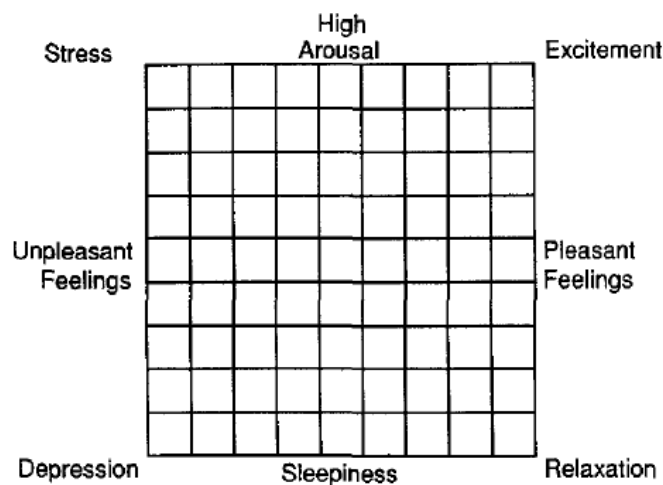 High
Stress Arousal Excitement
Unpleasant Pleasant
Feelings Feelings
Depression Sleepiness Relaxation